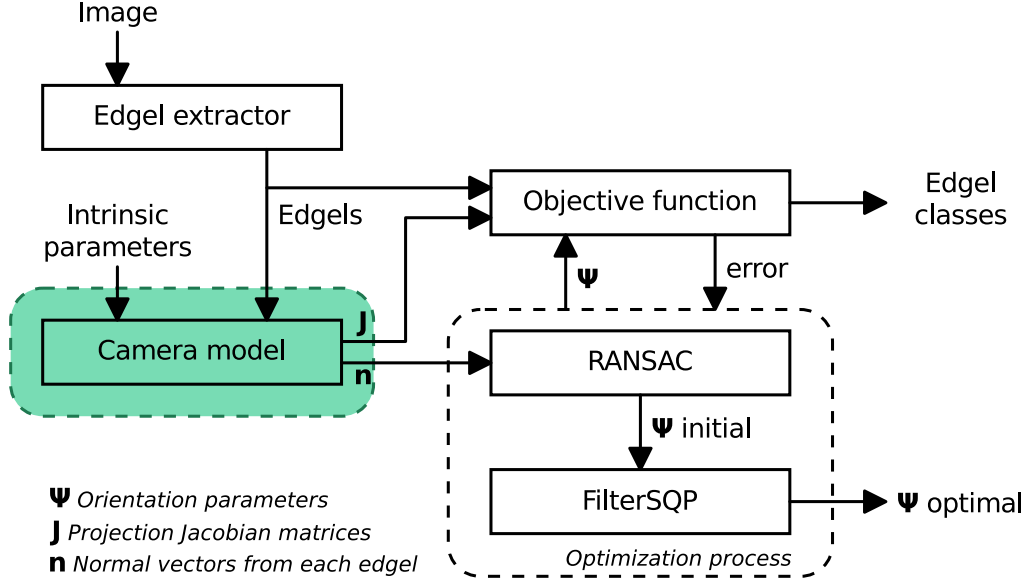 Image
Edgel extractor
Intrinsic
parameters
Edgels
Objective function
Edgel
classes
Ψ
error
Camera model
J
n
RANSAC
Ψ initial
FilterSQP
Ψ optimal
Optimization process
Ψ Orientation parameters
J Projection Jacobian matrices
n Normal vectors from each edgel